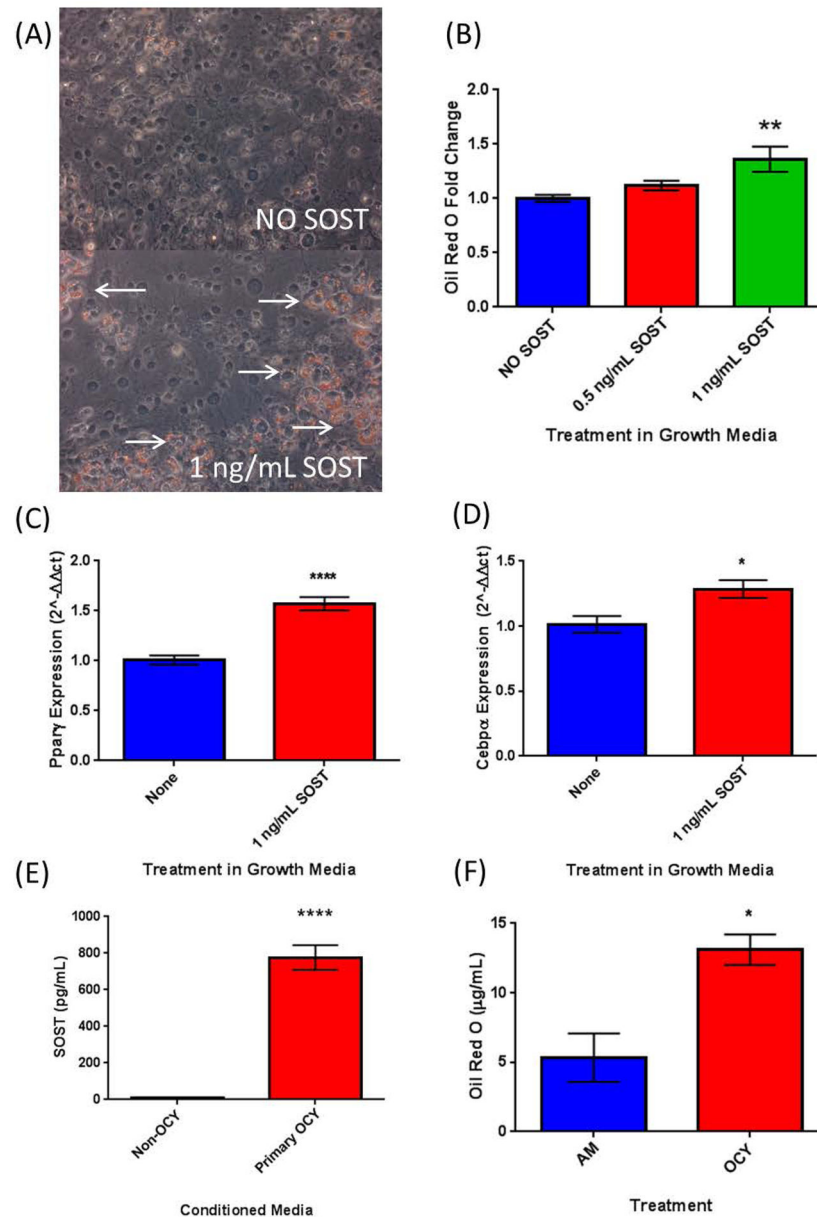 (A)
NO SOST
1 ng/mL SOST
(B)
Oil Red O Fold Change
2.0
1.5
1.0
0.5
0.0
**
NO SOST
0.5 ng/mL SOST
1 ng/mL SOST
Treatment in Growth Media
(C)
Pparγ Expression (2^-ΔΔct)
2.0
1.5
1.0
0.5
0.0
****
None
1 ng/mL SOST
Treatment in Growth Media
(D)
Cebpα Expression (2^-ΔΔct)
1.5
1.0
0.5
0.0
*
None
1 ng/mL SOST
Treatment in Growth Media
(E)
SOST (pg/mL)
1000
800
600
400
200
0
****
Non-OCY
Primary OCY
Conditioned Media
(F)
Oil Red O (μg/mL)
15
10
5
0
*
AM
OCY
Treatment